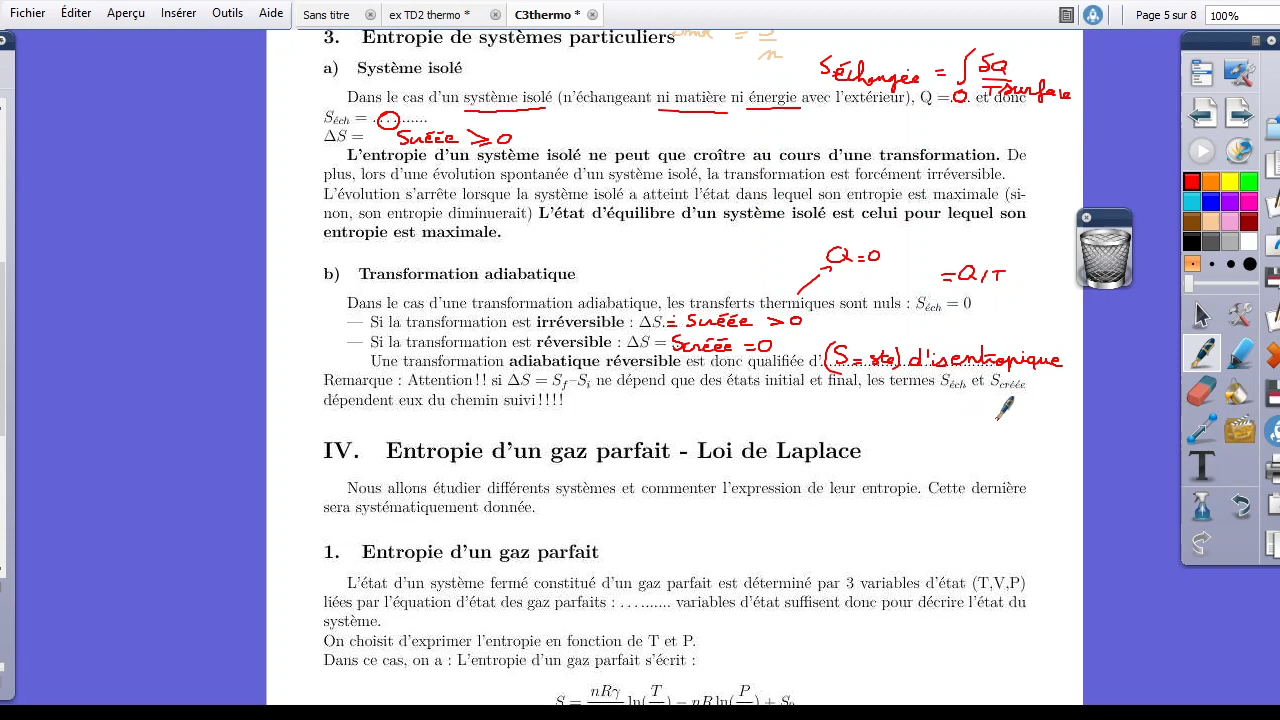 Fichier Éditer Aperçu Insérer Outils Aide Sans titre ex TD2 thermo * C3thermo * Page 5 sur 8 100%
3. Entropie de systèmes particuliers
a) Système isolé
Séchangée = ∫ δQ / Tsurface
Dans le cas d'un système isolé (n'échangeant ni matière ni énergie avec l'extérieur), Q = 0 et donc
Séch = ...0.......
ΔS = Scréée ≥ 0
L'entropie d'un système isolé ne peut que croître au cours d'une transformation. De
plus, lors d'une évolution spontanée d'un système isolé, la transformation est forcément irréversible.
L'évolution s'arrête lorsque la système isolé a atteint l'état dans lequel son entropie est maximale (si-
non, son entropie diminuerait) L'état d'équilibre d'un système isolé est celui pour lequel son
entropie est maximale.
Q = 0
b) Transformation adiabatique
= Q/T
Dans le cas d'une transformation adiabatique, les transferts thermiques sont nuls : Séch = 0
— Si la transformation est irréversible : ΔS = Scréée > 0
— Si la transformation est réversible : ΔS = Scréée = 0
Une transformation adiabatique réversible est donc qualifiée d' (S = cte) d'isentropique
Remarque : Attention!! si ΔS = Sf–Si ne dépend que des états initial et final, les termes Séch et Scréée
dépendent eux du chemin suivi!!!!
IV. Entropie d'un gaz parfait - Loi de Laplace
Nous allons étudier différents systèmes et commenter l'expression de leur entropie. Cette dernière
sera systématiquement donnée.
1. Entropie d'un gaz parfait
L'état d'un système fermé constitué d'un gaz parfait est déterminé par 3 variables d'état (T,V,P)
liées par l'équation d'état des gaz parfaits : .......... variables d'état suffisent donc pour décrire l'état du
système.
On choisit d'exprimer l'entropie en fonction de T et P.
Dans ce cas, on a : L'entropie d'un gaz parfait s'écrit :
S = nRγ ln(T) − nR ln(P) + S0